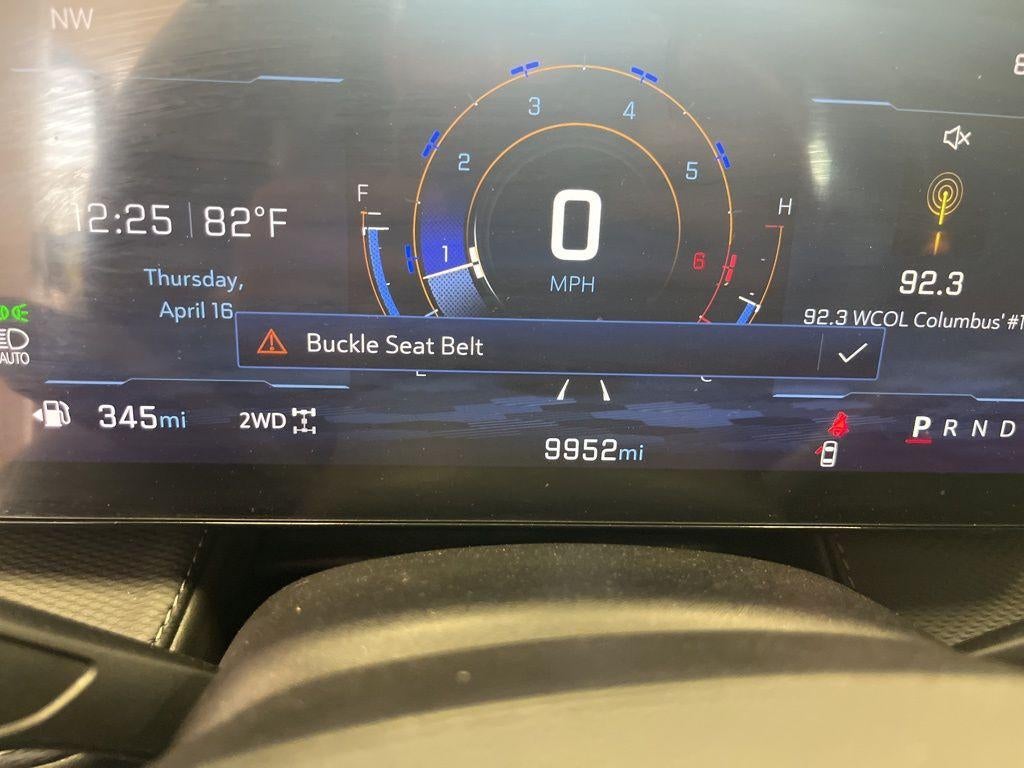 NW
3 4
2 5
F H
12:25 82°F
0
1 6
MPH
92.3
Thursday,
April 16
92.3 WCOL Columbus' #1
Buckle Seat Belt
AUTO
345mi
2WD
P R N D
9952mi